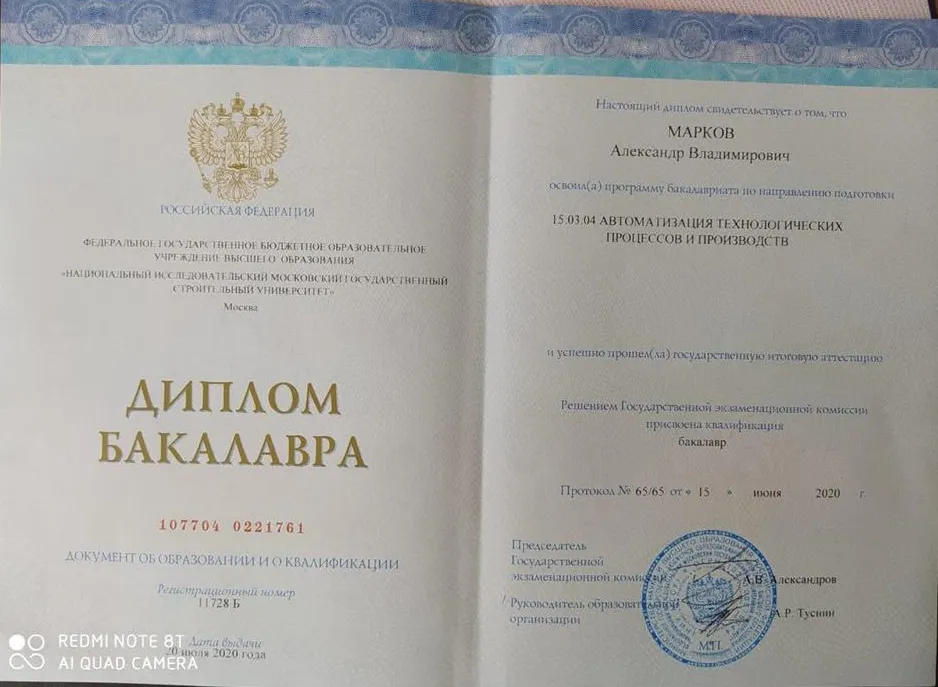 РОССИЙСКАЯ ФЕДЕРАЦИЯ
ФЕДЕРАЛЬНОЕ ГОСУДАРСТВЕННОЕ БЮДЖЕТНОЕ ОБРАЗОВАТЕЛЬНОЕ
УЧРЕЖДЕНИЕ ВЫСШЕГО ОБРАЗОВАНИЯ
«НАЦИОНАЛЬНЫЙ ИССЛЕДОВАТЕЛЬСКИЙ МОСКОВСКИЙ ГОСУДАРСТВЕННЫЙ
СТРОИТЕЛЬНЫЙ УНИВЕРСИТЕТ»
Москва
ДИПЛОМ
БАКАЛАВРА
107704 0221761
ДОКУМЕНТ ОБ ОБРАЗОВАНИИ И О КВАЛИФИКАЦИИ
Регистрационный номер
11728 Б
Дата выдачи
20 июля 2020 года
REDMI NOTE 8T
AI QUAD CAMERA
Настоящий диплом свидетельствует о том, что
МАРКОВ
Александр Владимирович
освоил(а) программу бакалавриата по направлению подготовки
15.03.04 АВТОМАТИЗАЦИЯ ТЕХНОЛОГИЧЕСКИХ
ПРОЦЕССОВ И ПРОИЗВОДСТВ
и успешно прошел(ла) государственную итоговую аттестацию
Решением Государственной экзаменационной комиссии
присвоена квалификация
бакалавр
Протокол № 65/65 от « 15 » июня 2020 г.
Председатель
Государственной
экзаменационной комиссии А.В. Александров
Руководитель образовательной
организации А.Р. Туснин
М.П.